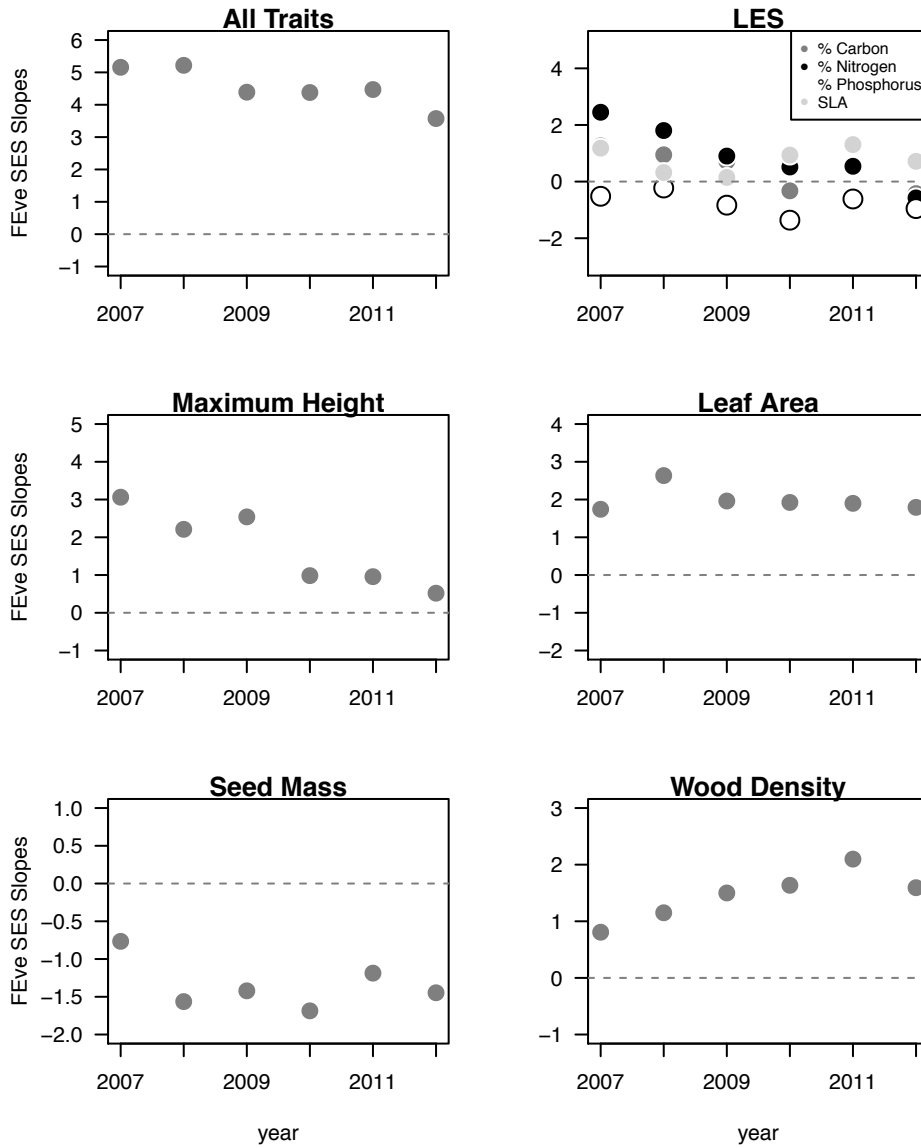 All Traits
FEve SES Slopes
6
5
4
3
2
1
0
−1
2007 2009 2011
LES
% Carbon
% Nitrogen
% Phosphorus
SLA
4
2
0
−2
2007 2009 2011
Maximum Height
FEve SES Slopes
5
4
3
2
1
0
−1
2007 2009 2011
Leaf Area
4
3
2
1
0
−1
−2
2007 2009 2011
Seed Mass
FEve SES Slopes
1.0
0.5
0.0
−0.5
−1.0
−1.5
−2.0
2007 2009 2011
year
Wood Density
3
2
1
0
−1
2007 2009 2011
year